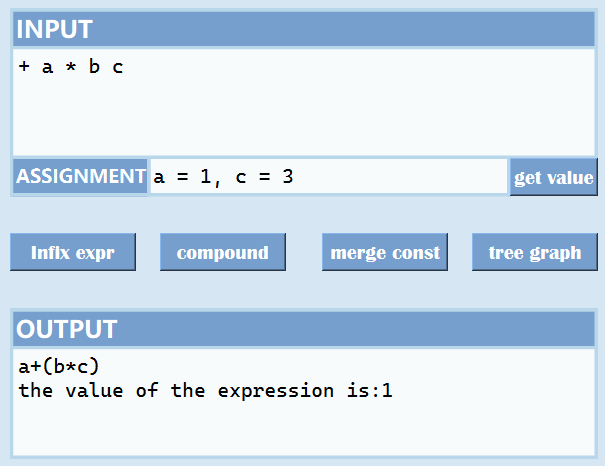 INPUT
+ a * b c
ASSIGNMENT a = 1, c = 3 get value
Infix expr compound merge const tree graph
OUTPUT
a+(b*c)
the value of the expression is:1